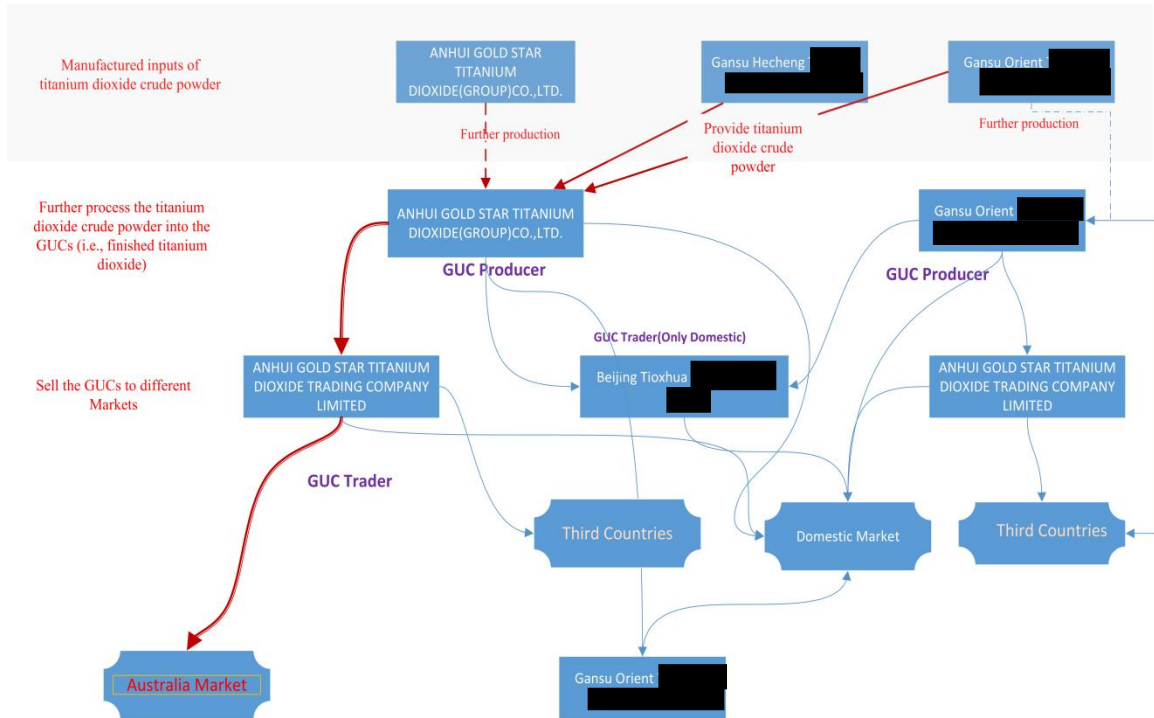 Manufactured inputs of
titanium dioxide crude powder
ANHUI GOLD STAR
TITANIUM
DIOXIDE(GROUP)CO.,LTD.
Gansu Hecheng
Gansu Orient
Further production
Provide titanium
dioxide crude
powder
Further production
Further process the titanium
dioxide crude powder into the
GUCs (i.e., finished titanium
dioxide)
ANHUI GOLD STAR TITANIUM
DIOXIDE(GROUP)CO.,LTD.
Gansu Orient
GUC Producer
GUC Producer
GUC Trader(Only Domestic)
Sell the GUCs to different
Markets
ANHUI GOLD STAR TITANIUM
DIOXIDE TRADING COMPANY
LIMITED
Beijing Tioxhua
ANHUI GOLD STAR TITANIUM
DIOXIDE TRADING COMPANY
LIMITED
GUC Trader
Third Countries
Domestic Market
Third Countries
Australia Market
Gansu Orient